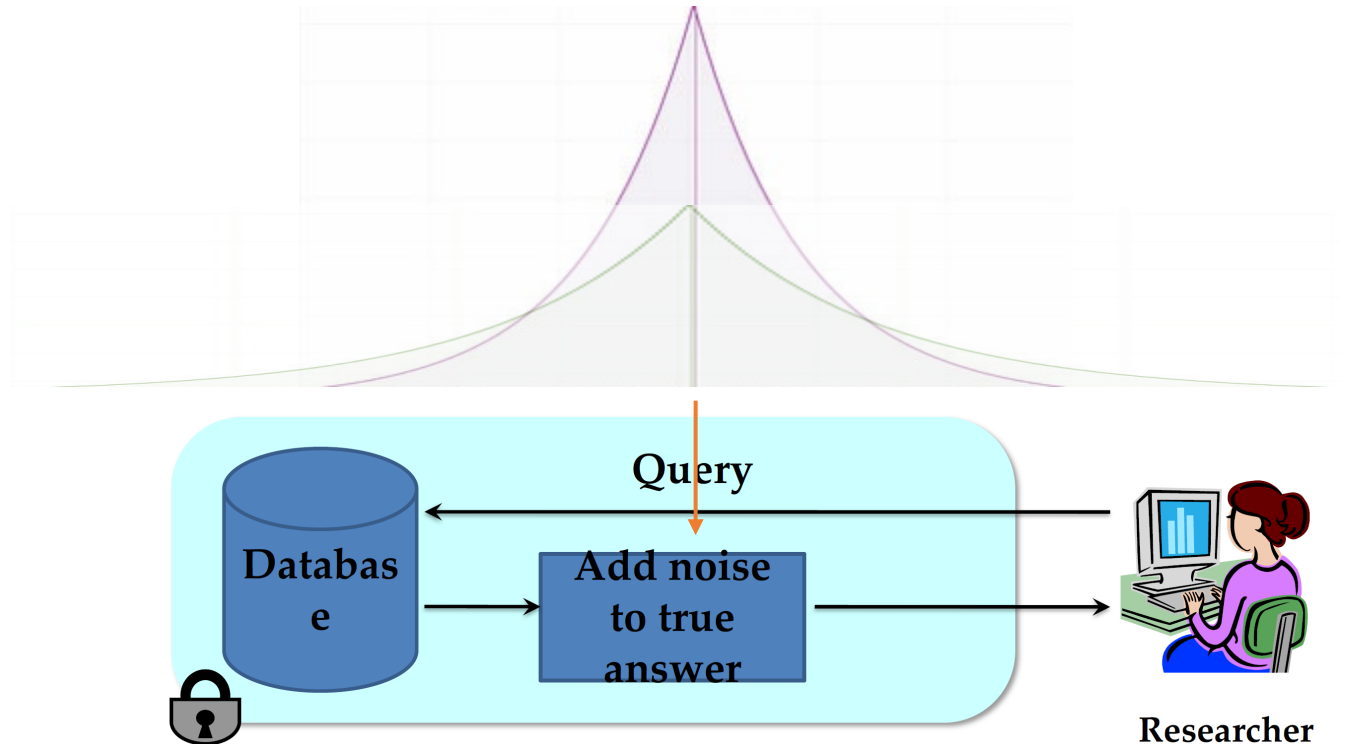 Query
Databas
e
Add noise
to true
answer
Researcher